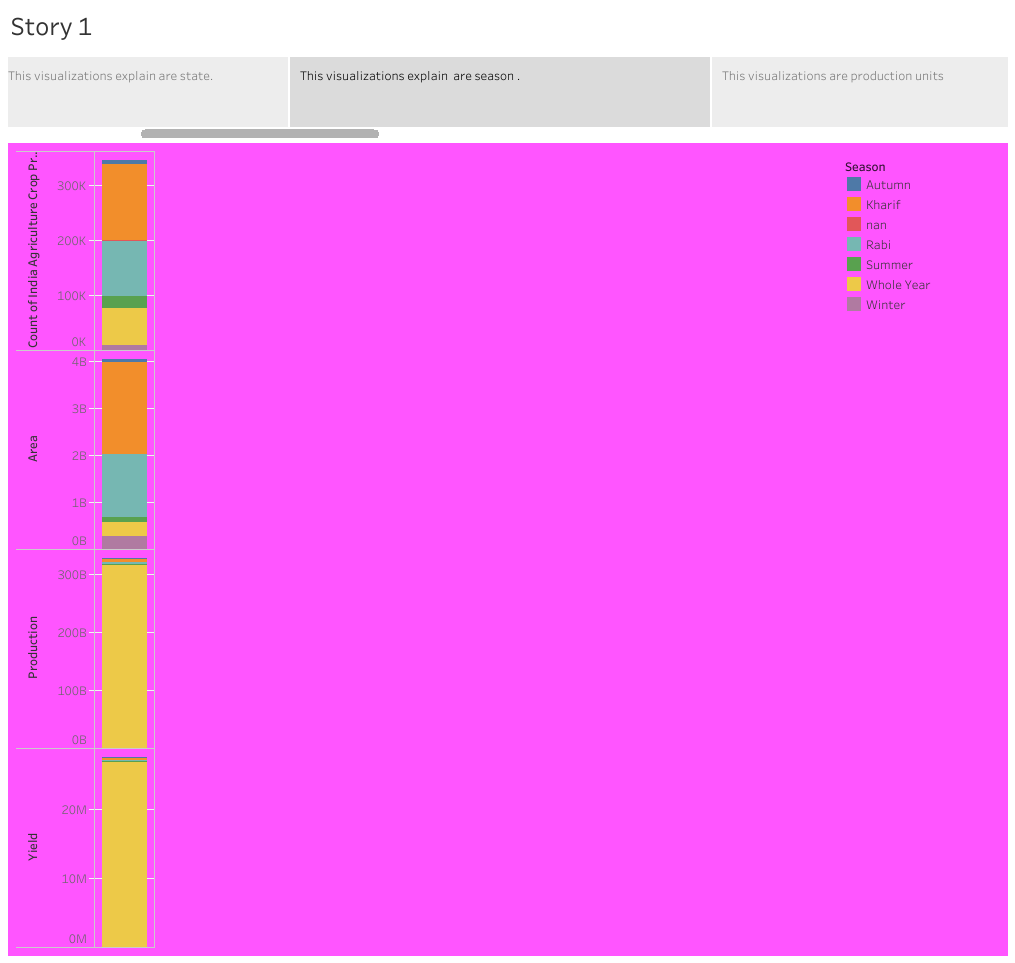 Story 1
This visualizations explain are state.
This visualizations explain  are season .
This visualizations are production units
Count of India Agriculture Crop Pr..
300K
200K
100K
0K
Area
4B
3B
2B
1B
0B
Production
300B
200B
100B
0B
Yield
20M
10M
0M
Season
Autumn
Kharif
nan
Rabi
Summer
Whole Year
Winter